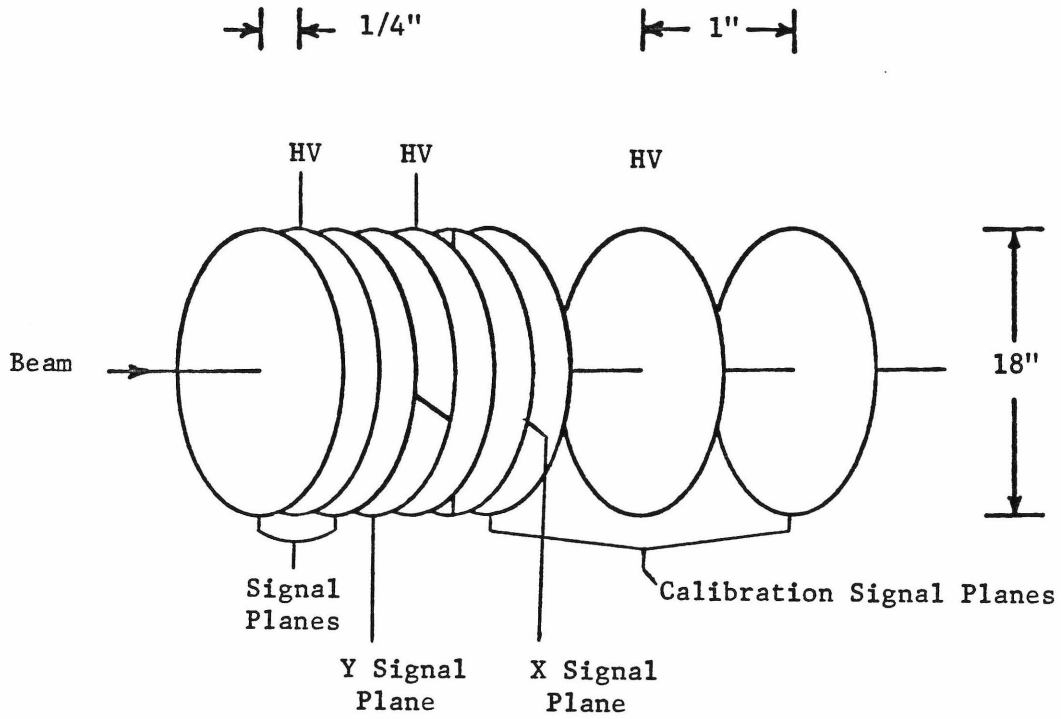 1/4"
1"
HV
HV
HV
Beam
18"
Signal
Planes
Calibration Signal Planes
Y Signal
Plane
X Signal
Plane